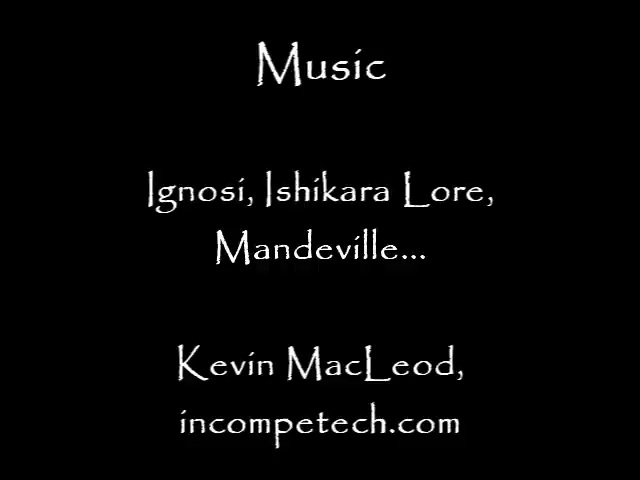 Music
Ignosi, Ishikara Lore,
Mandeville...
Kevin MacLeod,
incompetech.com